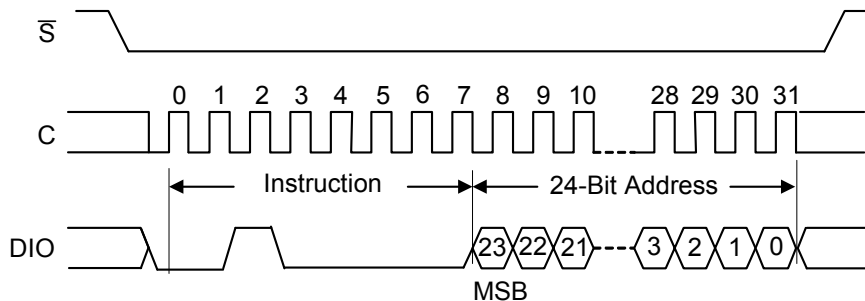 S
0 1 2 3 4 5 6 7 8 9 10 28 29 30 31
C
Instruction 24-Bit Address
DIO 23 22 21 3 2 1 0
MSB